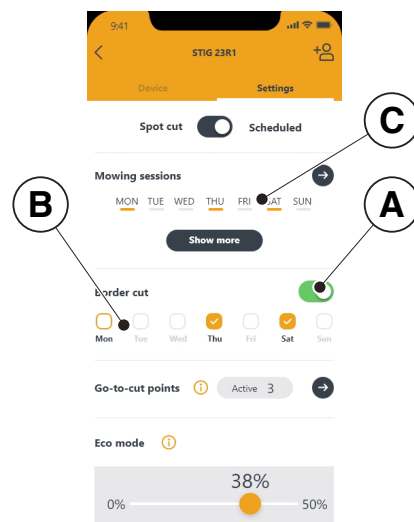 9:41
STIG 23R1
Device Settings
Spot cut Scheduled
C
Mowing sessions
B
A
MON TUE WED THU FRI SAT SUN
Show more
Border cut
Mon Tue Wed Thu Fri Sat Sun
Go-to-cut points Active 3
Eco mode
38%
0% 50%